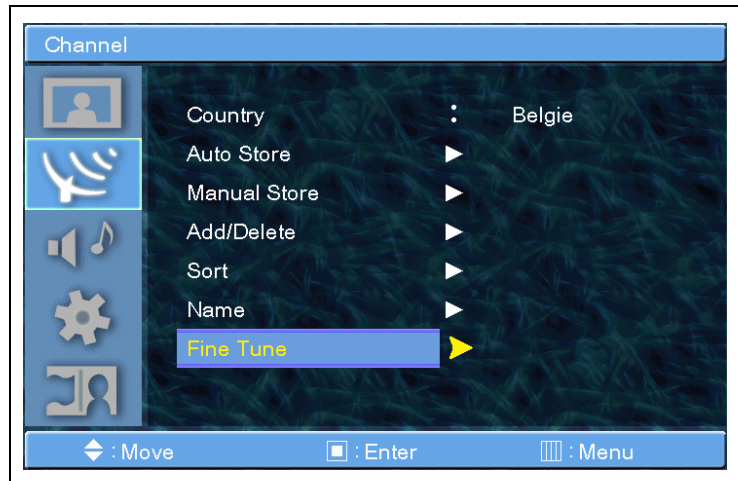 Channel
Country : Belgie
Auto Store
Manual Store
Add/Delete
Sort
Name
Fine Tune
: Move : Enter : Menu